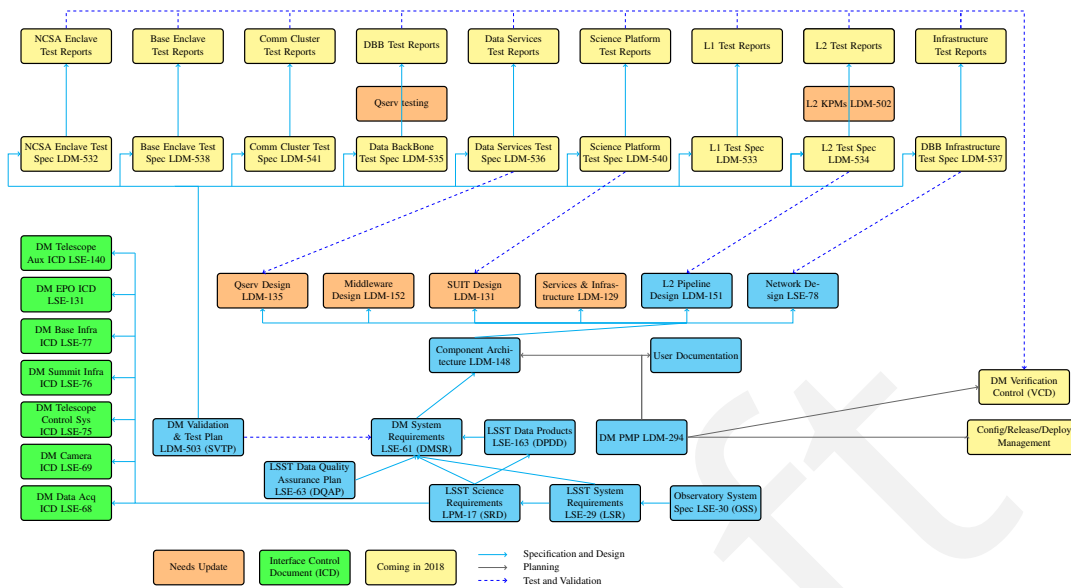 NCSA Enclave
Test Reports
Base Enclave
Test Reports
Comm Cluster
Test Reports
DBB Test Reports
Data Services
Test Reports
Science Platform
Test Reports
L1 Test Reports
L2 Test Reports
Infrastructure
Test Reports
Qserv testing
L2 KPMs LDM-502
NCSA Enclave Test
Spec LDM-532
Base Enclave Test
Spec LDM-538
Comm Cluster Test
Spec LDM-541
Data BackBone
Test Spec LDM-535
Data Services Test
Spec LDM-536
Science Platform
Test Spec LDM-540
L1 Test Spec
LDM-533
L2 Test Spec
LDM-534
DBB Infrastructure
Test Spec LDM-537
DM Telescope
Aux ICD LSE-140
DM EPO ICD
LSE-131
DM Base Infra
ICD LSE-77
DM Summit Infra
ICD LSE-76
DM Telescope
Control Sys
ICD LSE-75
DM Camera
ICD LSE-69
DM Data Acq
ICD LSE-68
Qserv Design
LDM-135
Middleware
Design LDM-152
SUIT Design
LDM-131
Services & Infras-
tructure LDM-129
L2 Pipeline
Design LDM-151
Network De-
sign LSE-78
Component Archi-
tecture LDM-148
User Documentation
DM Verification
Control (VCD)
DM Validation
& Test Plan
LDM-503 (SVTP)
DM System
Requirements
LSE-61 (DMSR)
LSST Data Products
LSE-163 (DPDD)
DM PMP LDM-294
Config/Release/Deploy
Management
LSST Data Quality
Assurance Plan
LSE-63 (DQAP)
LSST Science
Requirements
LPM-17 (SRD)
LSST System
Requirements
LSE-29 (LSR)
Observatory System
Spec LSE-30 (OSS)
Needs Update
Interface Control
Document (ICD)
Coming in 2018
Specification and Design
Planning
Test and Validation
ft